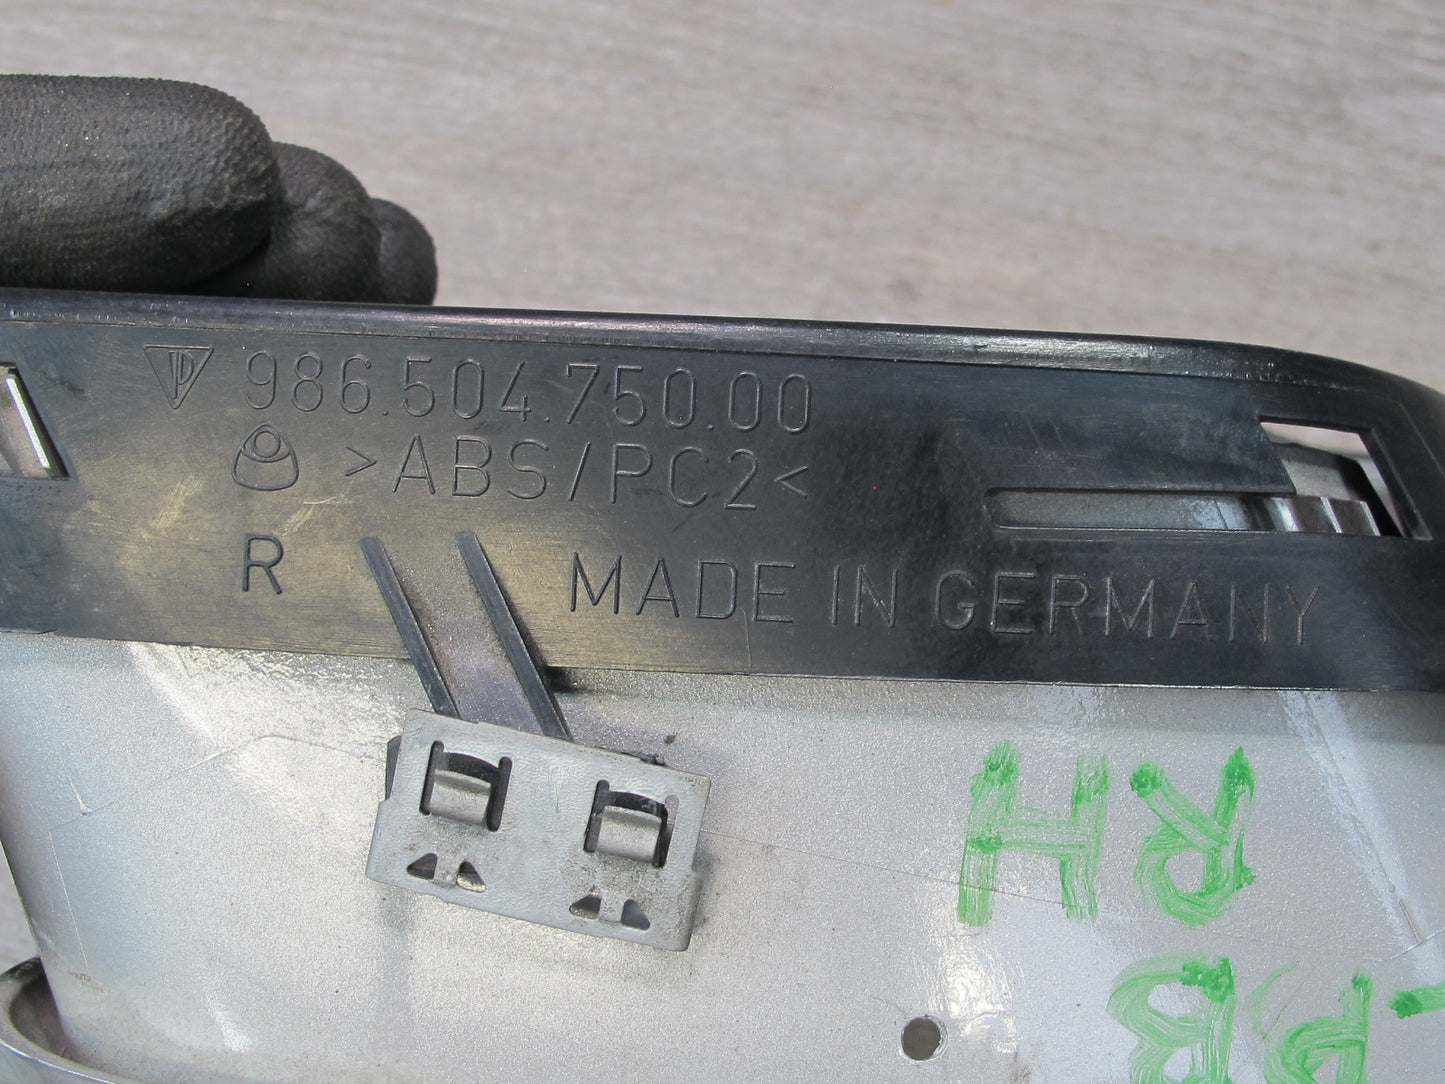 986.504.750.00
>ABS/PC2<
R MADE IN GERMANY
RH